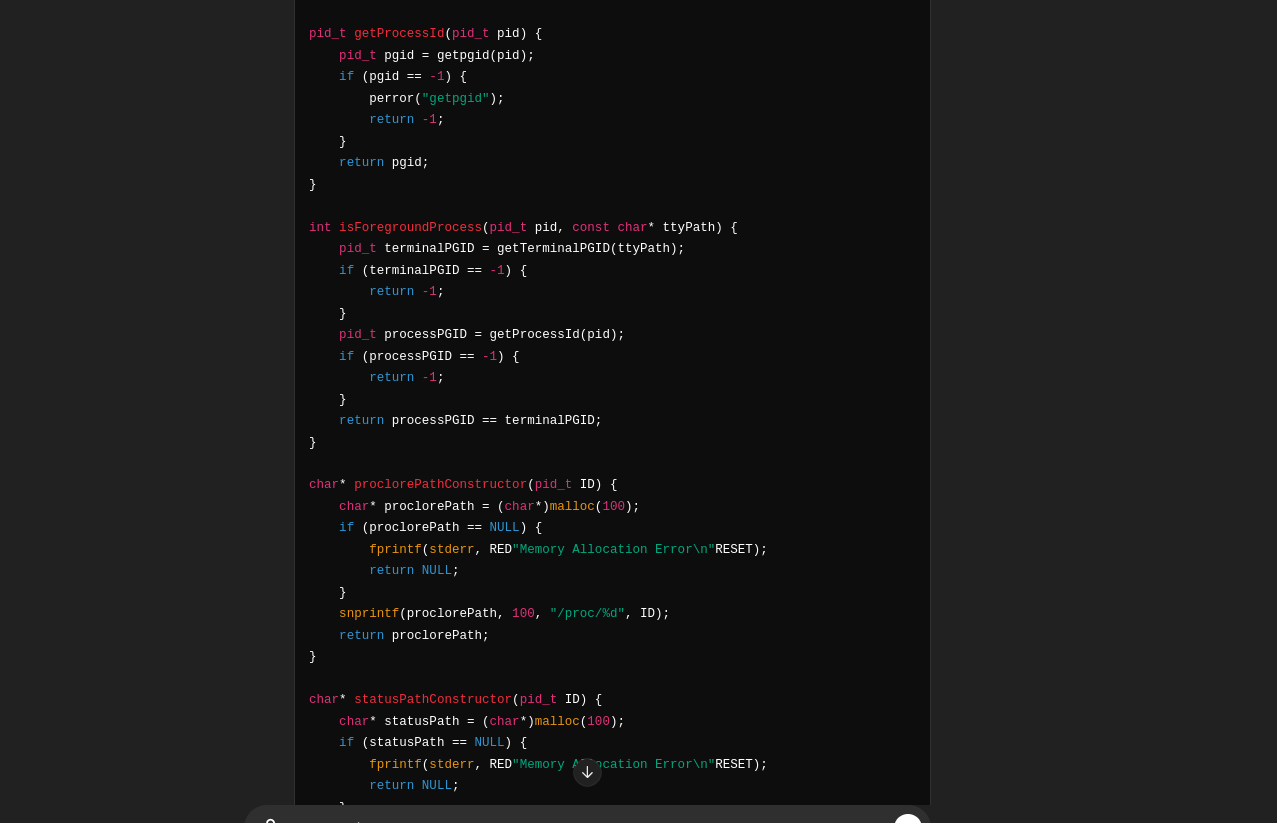 pid_t getProcessId(pid_t pid) {
    pid_t pgid = getpgid(pid);
    if (pgid == -1) {
        perror("getpgid");
        return -1;
    }
    return pgid;
}

int isForegroundProcess(pid_t pid, const char* ttyPath) {
    pid_t terminalPGID = getTerminalPGID(ttyPath);
    if (terminalPGID == -1) {
        return -1;
    }
    pid_t processPGID = getProcessId(pid);
    if (processPGID == -1) {
        return -1;
    }
    return processPGID == terminalPGID;
}

char* proclorePathConstructor(pid_t ID) {
    char* proclorePath = (char*)malloc(100);
    if (proclorePath == NULL) {
        fprintf(stderr, RED"Memory Allocation Error\n"RESET);
        return NULL;
    }
    snprintf(proclorePath, 100, "/proc/%d", ID);
    return proclorePath;
}

char* statusPathConstructor(pid_t ID) {
    char* statusPath = (char*)malloc(100);
    if (statusPath == NULL) {
        fprintf(stderr, RED"Memory Allocation Error\n"RESET);
        return NULL;
    }